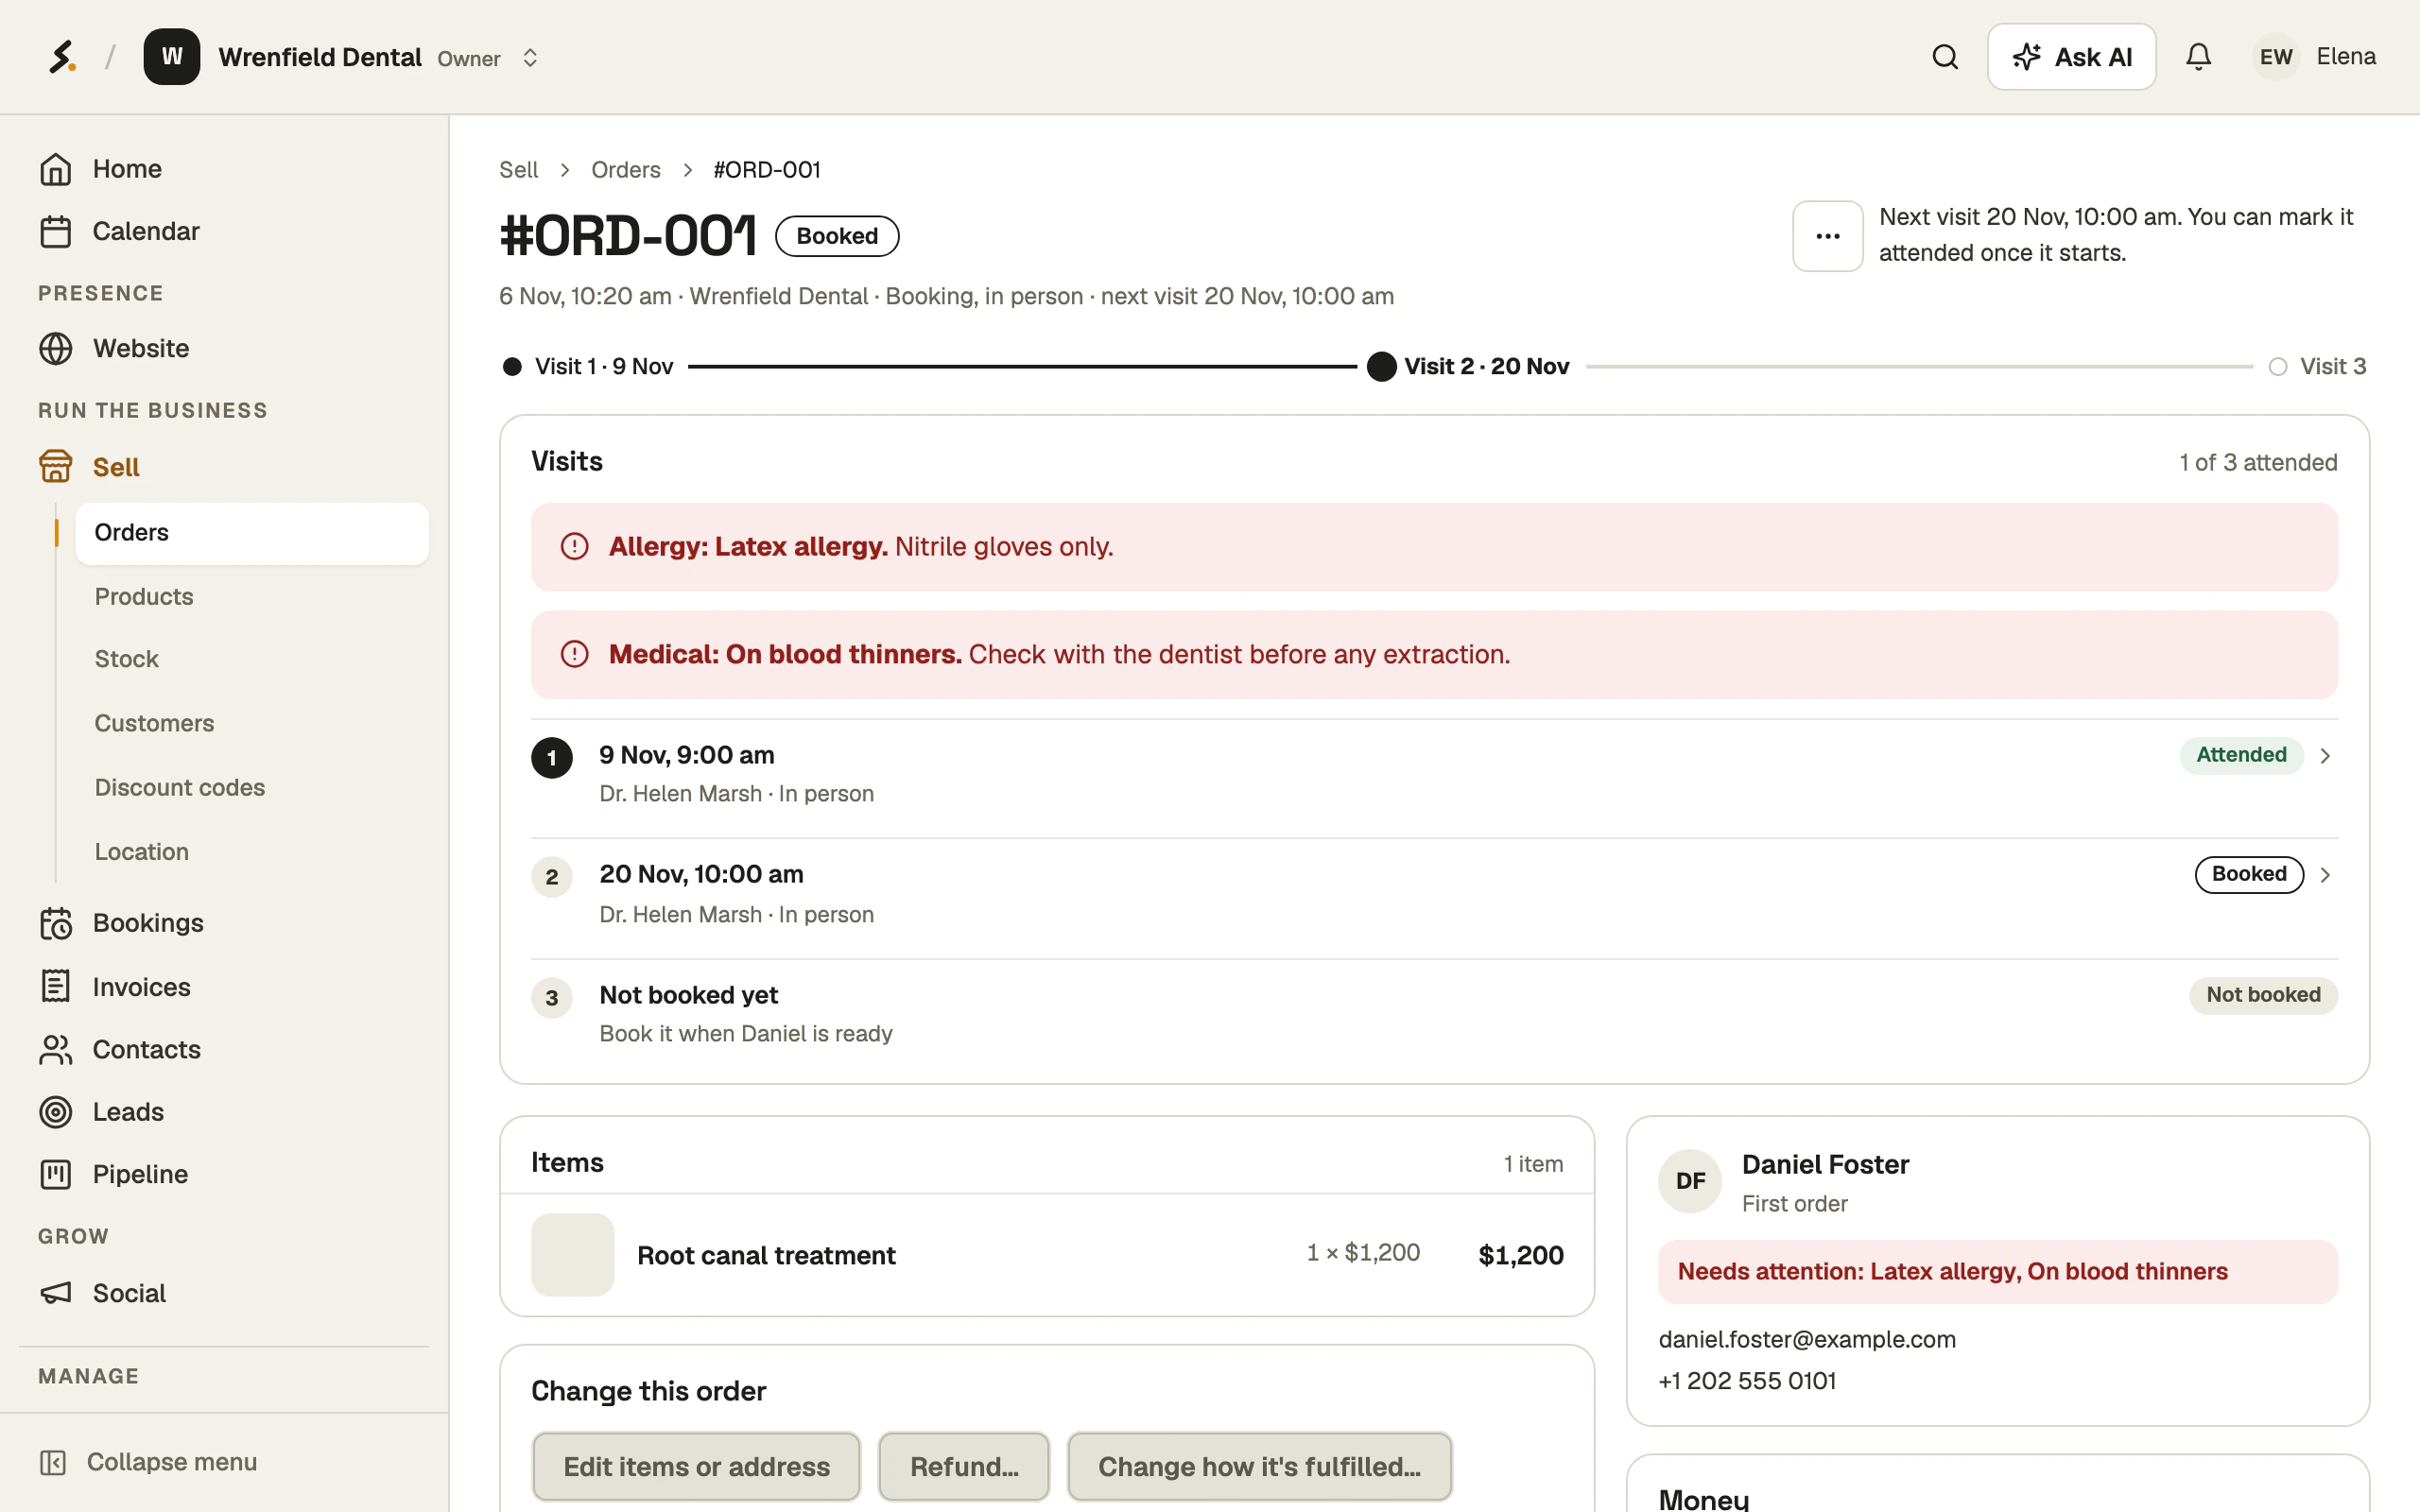 / W Wrenfield Dental Owner
Ask AI
EW Elena
Home
Calendar
PRESENCE
Website
RUN THE BUSINESS
Sell
Orders
Products
Stock
Customers
Discount codes
Location
Bookings
Invoices
Contacts
Leads
Pipeline
GROW
Social
MANAGE
Collapse menu
Sell > Orders > #ORD-001
#ORD-001 Booked
... Next visit 20 Nov, 10:00 am. You can mark it
attended once it starts.
6 Nov, 10:20 am · Wrenfield Dental · Booking, in person · next visit 20 Nov, 10:00 am
Visit 1 · 9 Nov Visit 2 · 20 Nov Visit 3
Visits 1 of 3 attended
Allergy: Latex allergy. Nitrile gloves only.
Medical: On blood thinners. Check with the dentist before any extraction.
1 9 Nov, 9:00 am Attended
Dr. Helen Marsh · In person
2 20 Nov, 10:00 am Booked
Dr. Helen Marsh · In person
3 Not booked yet Not booked
Book it when Daniel is ready
Items 1 item
Root canal treatment 1 × $1,200 $1,200
Change this order
Edit items or address Refund... Change how it's fulfilled...
DF Daniel Foster
First order
Needs attention: Latex allergy, On blood thinners
daniel.foster@example.com
+1 202 555 0101
Money